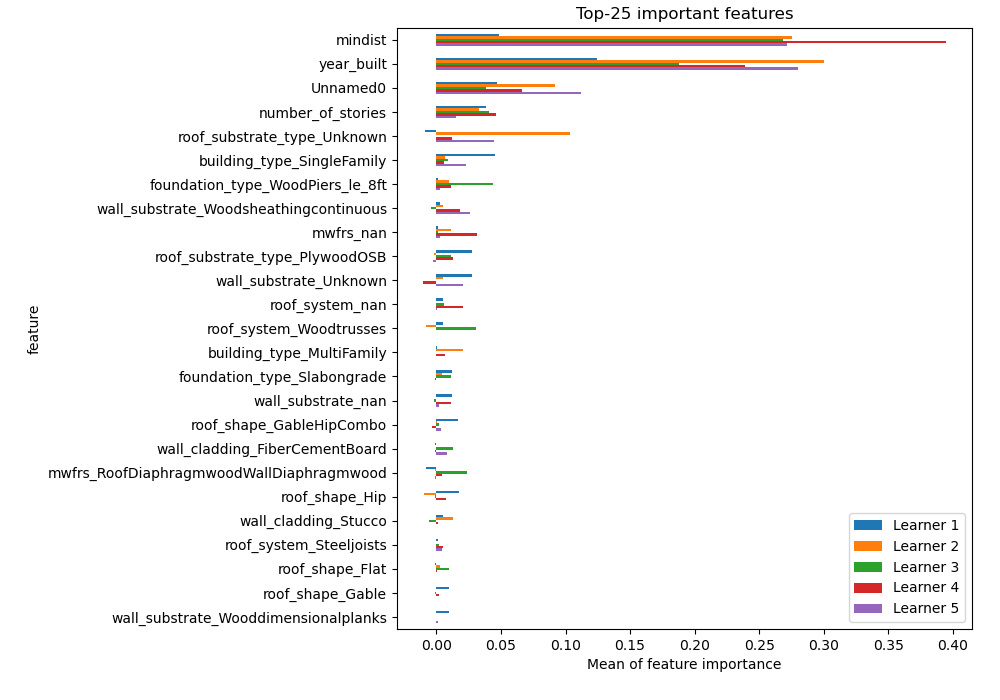 Top-25 important features
feature
mindist
year_built
Unnamed0
number_of_stories
roof_substrate_type_Unknown
building_type_SingleFamily
foundation_type_WoodPiers_le_8ft
wall_substrate_Woodsheathingcontinuous
mwfrs_nan
roof_substrate_type_PlywoodOSB
wall_substrate_Unknown
roof_system_nan
roof_system_Woodtrusses
building_type_MultiFamily
foundation_type_Slabongrade
wall_substrate_nan
roof_shape_GableHipCombo
wall_cladding_FiberCementBoard
mwfrs_RoofDiaphragmwoodWallDiaphragmwood
roof_shape_Hip
wall_cladding_Stucco
roof_system_Steeljoists
roof_shape_Flat
roof_shape_Gable
wall_substrate_Wooddimensionalplanks
Learner 1
Learner 2
Learner 3
Learner 4
Learner 5
0.00 0.05 0.10 0.15 0.20 0.25 0.30 0.35 0.40
Mean of feature importance